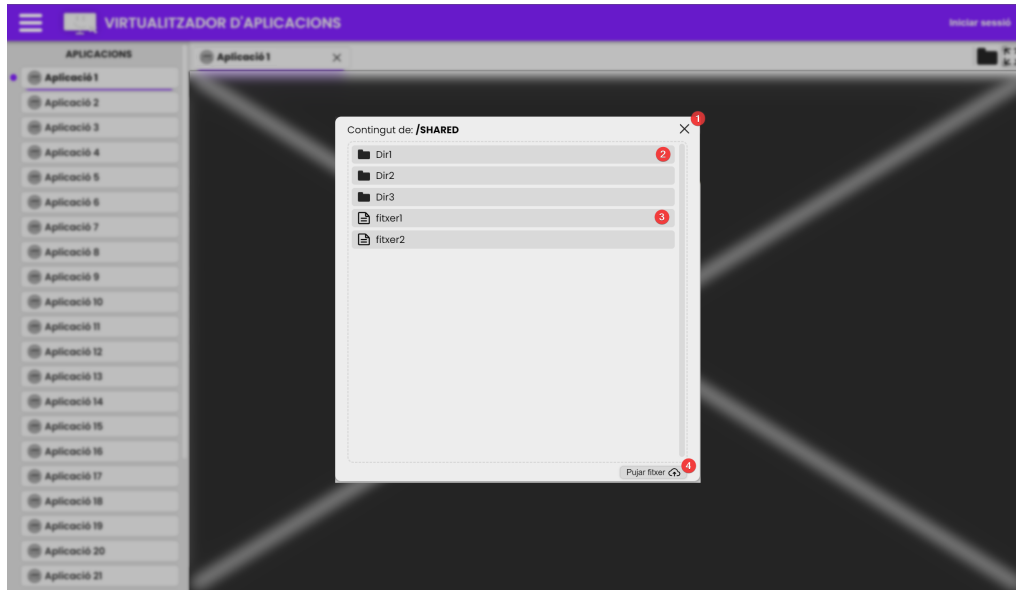 VIRTUALITZADOR D'APLICACIONS
Iniciar sessió
APLICACIONS
Aplicació 1
Aplicació 2
Aplicació 3
Aplicació 4
Aplicació 5
Aplicació 6
Aplicació 7
Aplicació 8
Aplicació 9
Aplicació 10
Aplicació 11
Aplicació 12
Aplicació 13
Aplicació 14
Aplicació 15
Aplicació 16
Aplicació 17
Aplicació 18
Aplicació 19
Aplicació 20
Aplicació 21
Aplicació 1
Contingut de: /SHARED
1
Dir1
2
Dir2
Dir3
fitxer1
3
fitxer2
Pujar fitxer
4